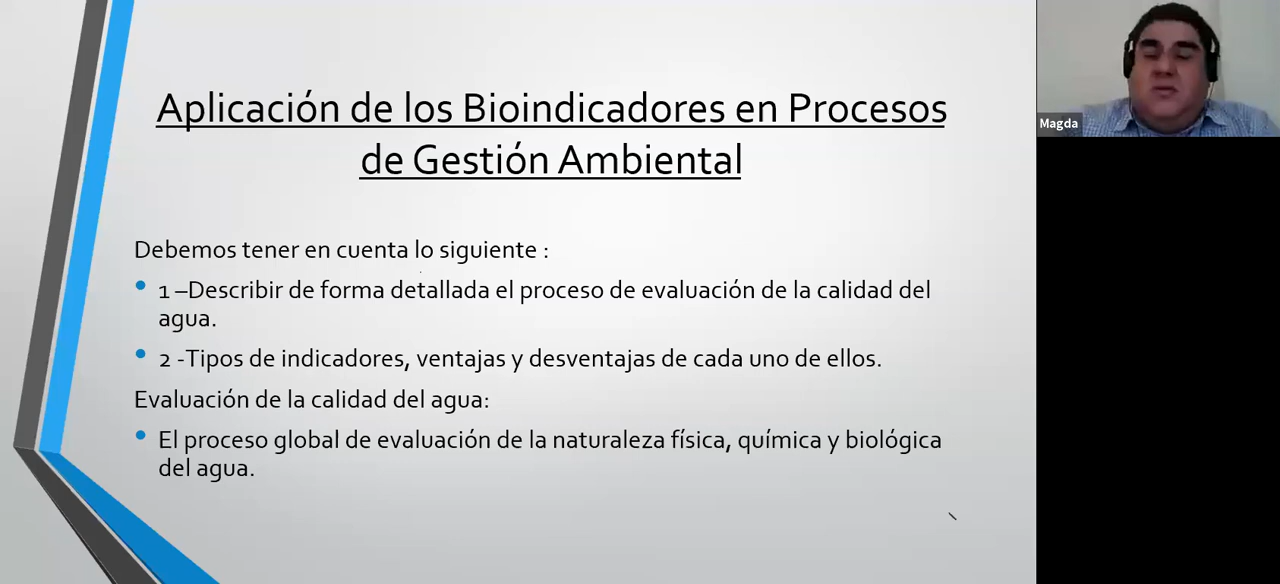 Aplicación de los Bioindicadores en Procesos
de Gestión Ambiental
Debemos tener en cuenta lo siguiente :
1 –Describir de forma detallada el proceso de evaluación de la calidad del
agua.
2 -Tipos de indicadores, ventajas y desventajas de cada uno de ellos.
Evaluación de la calidad del agua:
El proceso global de evaluación de la naturaleza física, química y biológica
del agua.
Magda